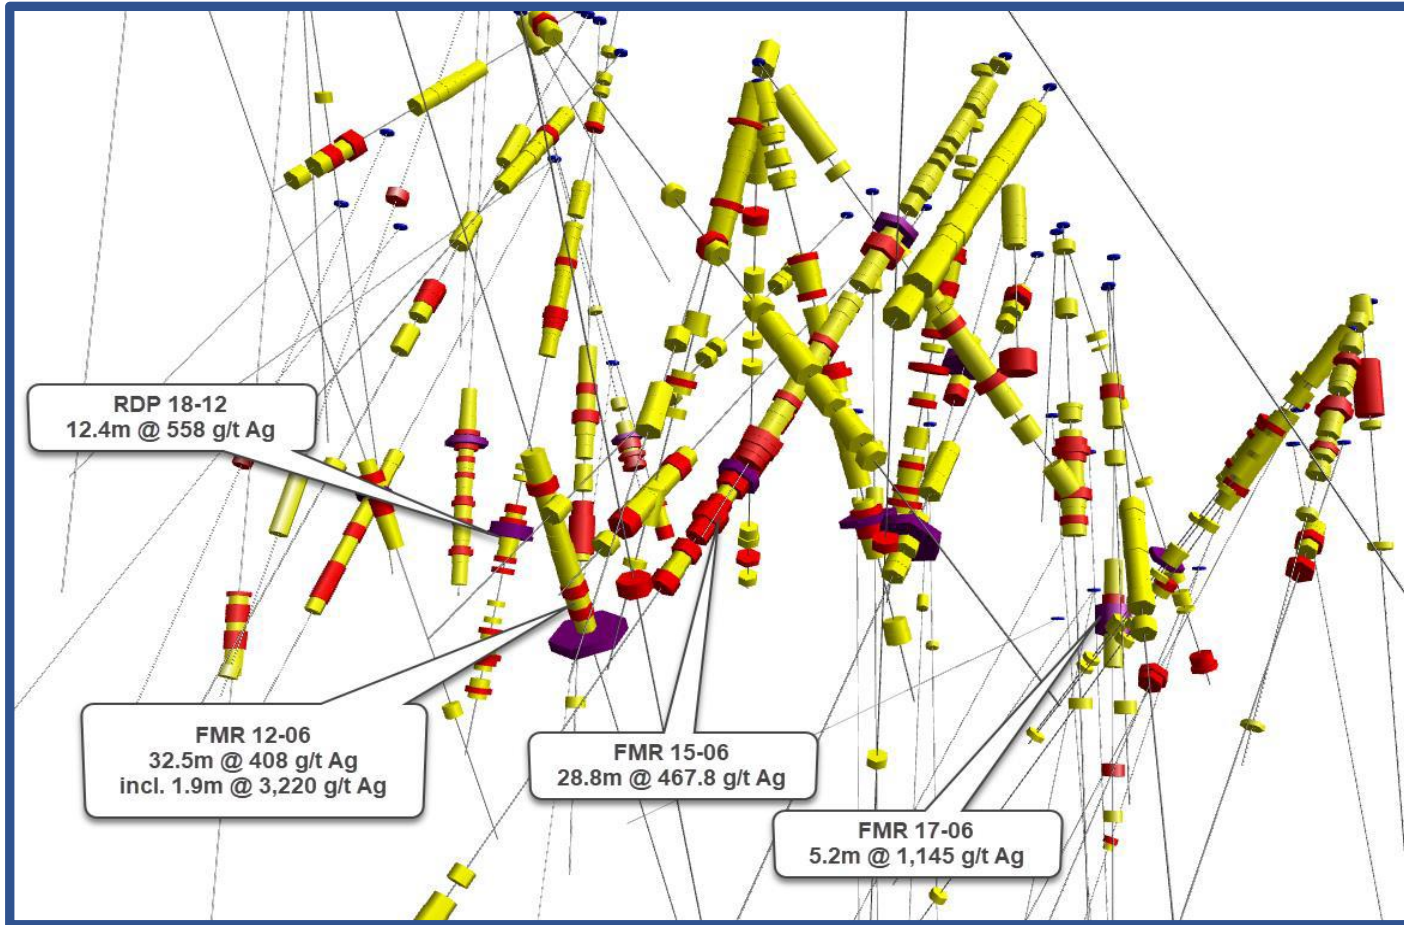 RDP 18-12
12.4m @ 558 g/t Ag
FMR 12-06
32.5m @ 408 g/t Ag
incl. 1.9m @ 3,220 g/t Ag
FMR 15-06
28.8m @ 467.8 g/t Ag
FMR 17-06
5.2m @ 1,145 g/t Ag